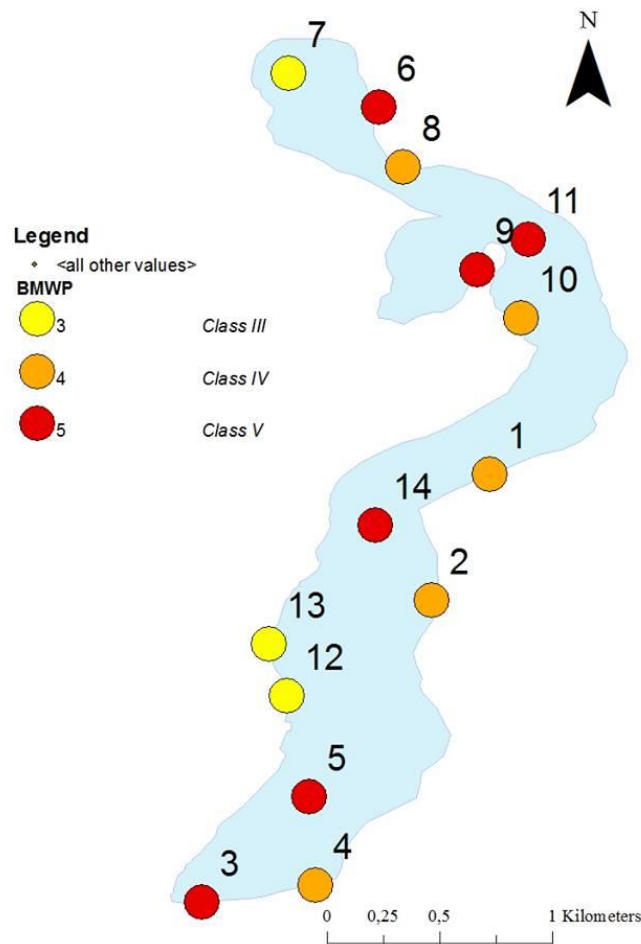 N
7
6
8
11
9
10
Legend
<all other values>
BMWP
3 Class III
4 Class IV
5 Class V
1
14
2
13
12
5
4
3
0 0,25 0,5 1 Kilometers